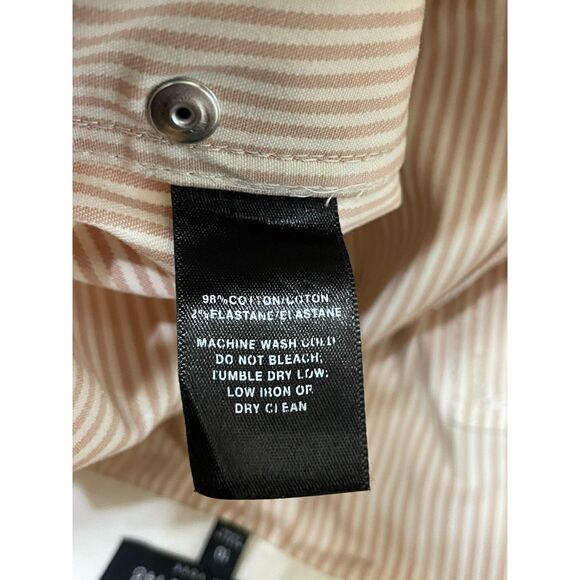 98% COTTON/COTON
2% ELASTANE/ELASTANE
MACHINE WASH COLD
DO NOT BLEACH;
TUMBLE DRY LOW;
LOW IRON OR
DRY CLEAN